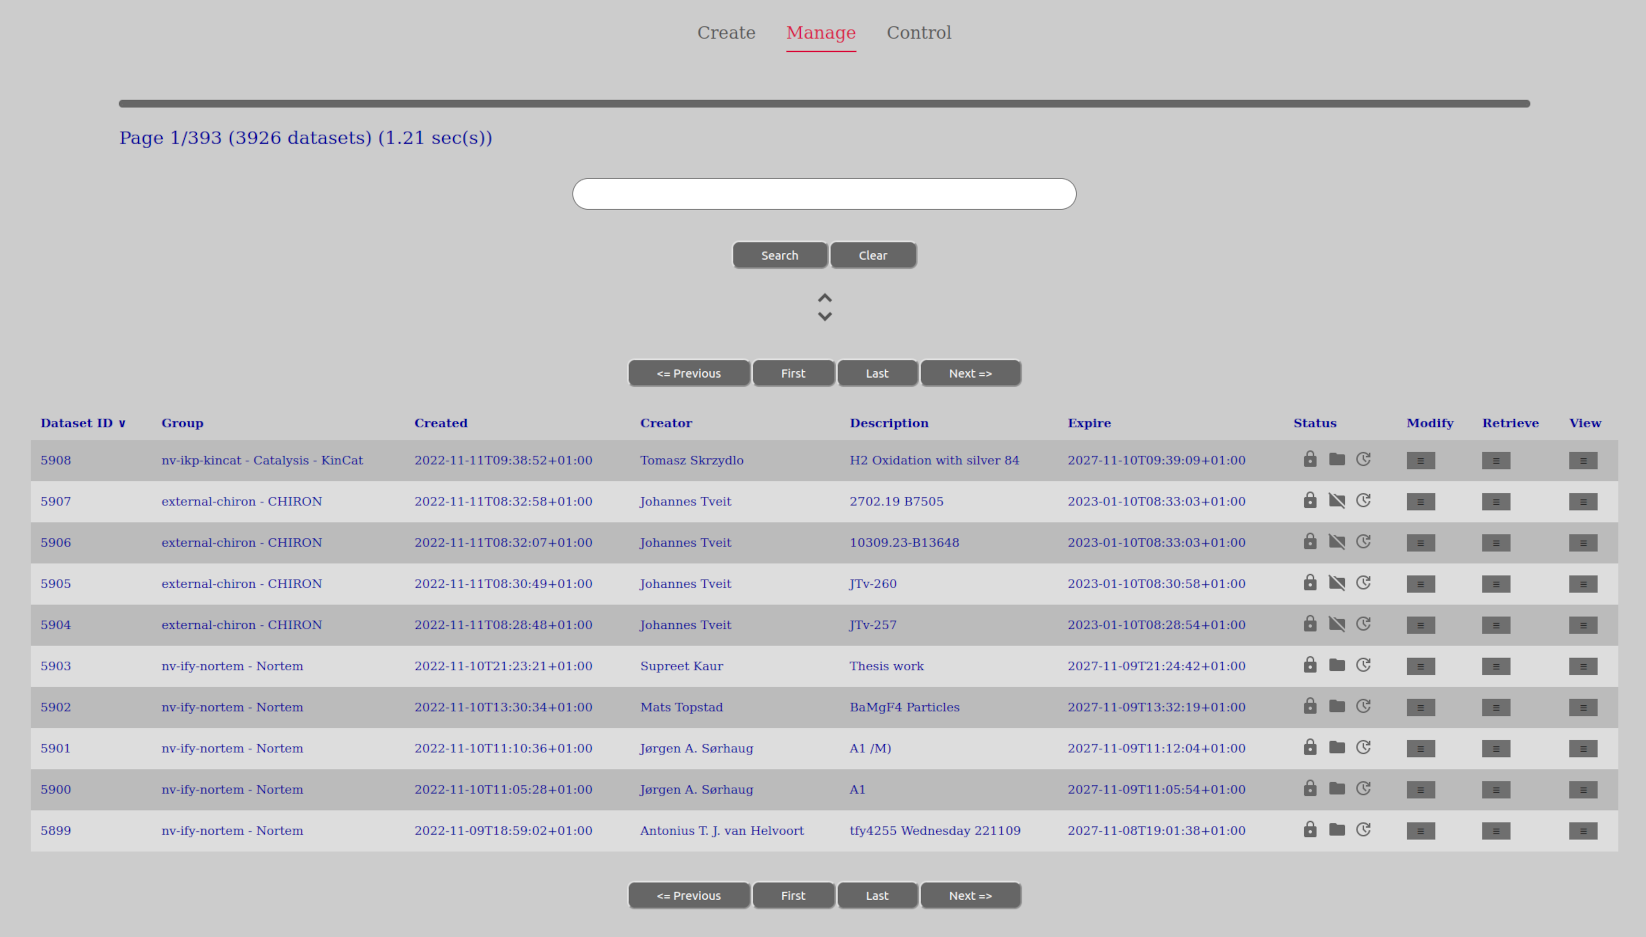 Create Manage Control
Page 1/393 (3926 datasets) (1.21 sec(s))
Search Clear
<= Previous First Last Next =>
Dataset ID ∨ Group Created Creator Description Expire Status Modify Retrieve View
5908 nv-ikp-kincat - Catalysis - KinCat 2022-11-11T09:38:52+01:00 Tomasz Skrzydlo H2 Oxidation with silver 84 2027-11-10T09:39:09+01:00 ≡ ≡ ≡
5907 external-chiron - CHIRON 2022-11-11T08:32:58+01:00 Johannes Tveit 2702.19 B7505 2023-01-10T08:33:03+01:00 ≡ ≡ ≡
5906 external-chiron - CHIRON 2022-11-11T08:32:07+01:00 Johannes Tveit 10309.23-B13648 2023-01-10T08:33:03+01:00 ≡ ≡ ≡
5905 external-chiron - CHIRON 2022-11-11T08:30:49+01:00 Johannes Tveit JTv-260 2023-01-10T08:30:58+01:00 ≡ ≡ ≡
5904 external-chiron - CHIRON 2022-11-11T08:28:48+01:00 Johannes Tveit JTv-257 2023-01-10T08:28:54+01:00 ≡ ≡ ≡
5903 nv-ify-nortem - Nortem 2022-11-10T21:23:21+01:00 Supreet Kaur Thesis work 2027-11-09T21:24:42+01:00 ≡ ≡ ≡
5902 nv-ify-nortem - Nortem 2022-11-10T13:30:34+01:00 Mats Topstad BaMgF4 Particles 2027-11-09T13:32:19+01:00 ≡ ≡ ≡
5901 nv-ify-nortem - Nortem 2022-11-10T11:10:36+01:00 Jørgen A. Sørhaug A1 /M) 2027-11-09T11:12:04+01:00 ≡ ≡ ≡
5900 nv-ify-nortem - Nortem 2022-11-10T11:05:28+01:00 Jørgen A. Sørhaug A1 2027-11-09T11:05:54+01:00 ≡ ≡ ≡
5899 nv-ify-nortem - Nortem 2022-11-09T18:59:02+01:00 Antonius T. J. van Helvoort tfy4255 Wednesday 221109 2027-11-08T19:01:38+01:00 ≡ ≡ ≡
<= Previous First Last Next =>